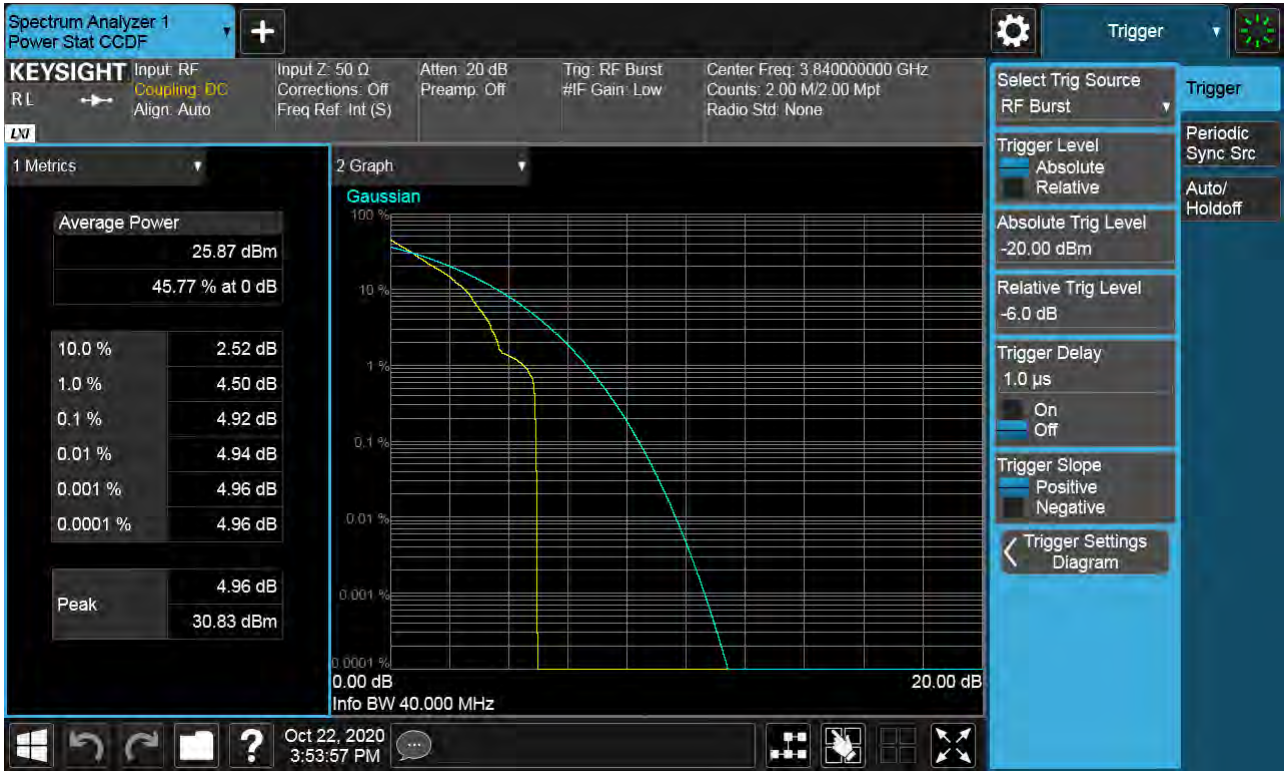 Spectrum Analyzer 1
Power Stat CCDF
+
Trigger
KEYSIGHT
RL
LXI
Input: RF
Coupling: DC
Align: Auto
Input Z: 50 Ω
Corrections: Off
Freq Ref: Int (S)
Atten: 20 dB
Preamp: Off
Trig: RF Burst
#IF Gain: Low
Center Freq: 3.840000000 GHz
Counts: 2.00 M/2.00 Mpt
Radio Std: None
1 Metrics
Average Power
25.87 dBm
45.77 % at 0 dB
10.0 % 2.52 dB
1.0 % 4.50 dB
0.1 % 4.92 dB
0.01 % 4.94 dB
0.001 % 4.96 dB
0.0001 % 4.96 dB
Peak
4.96 dB
30.83 dBm
2 Graph
Gaussian
100 %
10 %
1 %
0.1 %
0.01 %
0.001 %
0.0001 %
0.00 dB 20.00 dB
Info BW 40.000 MHz
Select Trig Source
RF Burst
Trigger Level
Absolute
Relative
Absolute Trig Level
-20.00 dBm
Relative Trig Level
-6.0 dB
Trigger Delay
1.0 µs
On
Off
Trigger Slope
Positive
Negative
Trigger Settings
Diagram
Trigger
Periodic
Sync Src
Auto/
Holdoff
?
Oct 22, 2020
3:53:57 PM